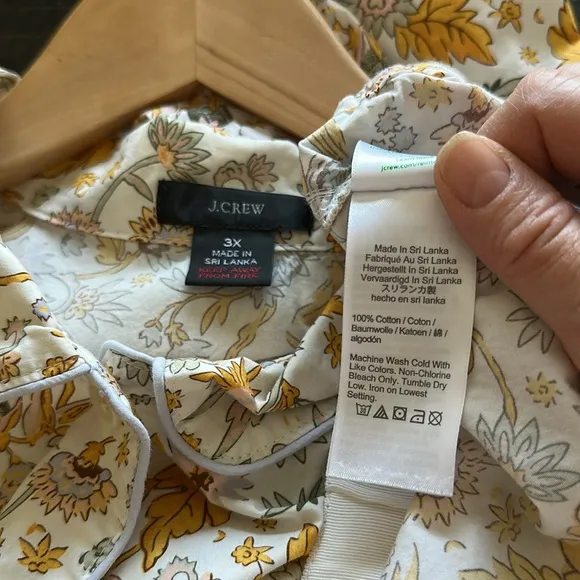 J.CREW
3X
MADE IN
SRI LANKA
KEEP AWAY
FROM FIRE
jcrew.com/re
Made In Sri Lanka
Fabriqué Au Sri Lanka
Hergestellt In Sri Lanka
Vervaardigd In Sri Lanka
スリランカ製
hecho en sri lanka
100% Cotton / Coton /
Baumwolle / Katoen / 綿 /
algodón
Machine Wash Cold With
Like Colors. Non-Chlorine
Bleach Only. Tumble Dry
Low. Iron on Lowest
Setting.